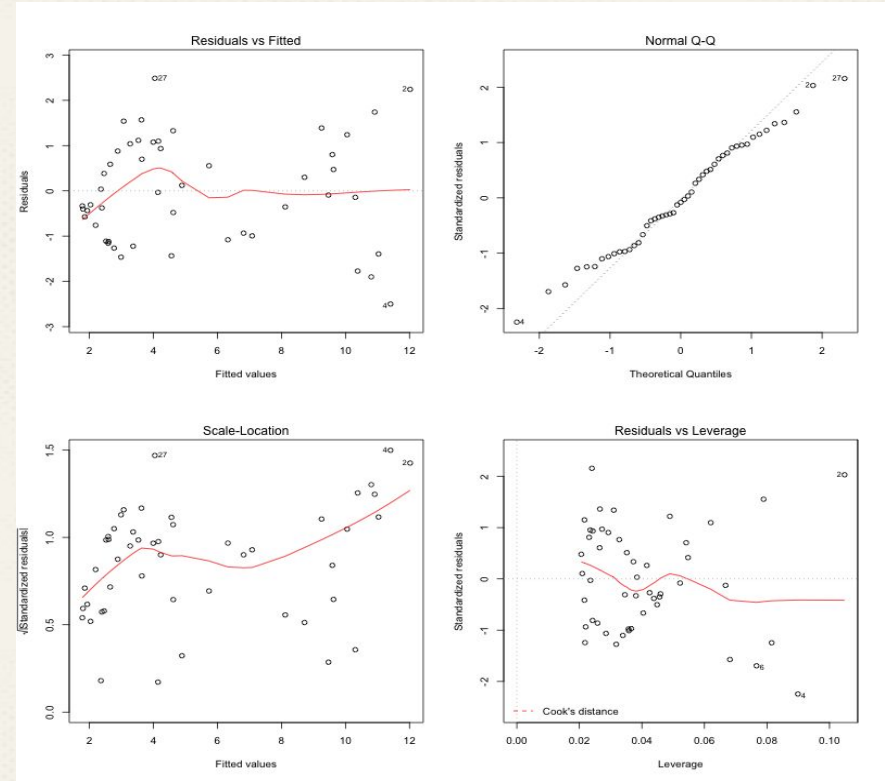 Residuals vs Fitted
3
2
1
0
-1
-2
-3
Residuals
27
2
4
2 4 6 8 10 12
Fitted values
Normal Q-Q
2
1
0
-1
-2
Standardized residuals
2
27
4
-2 -1 0 1 2
Theoretical Quantiles
Scale-Location
1.5
1.0
0.5
0.0
√|Standardized residuals|
27
4
2
2 4 6 8 10 12
Fitted values
Residuals vs Leverage
2
1
0
-1
-2
Standardized residuals
2
6
4
Cook's distance
0.00 0.02 0.04 0.06 0.08 0.10
Leverage